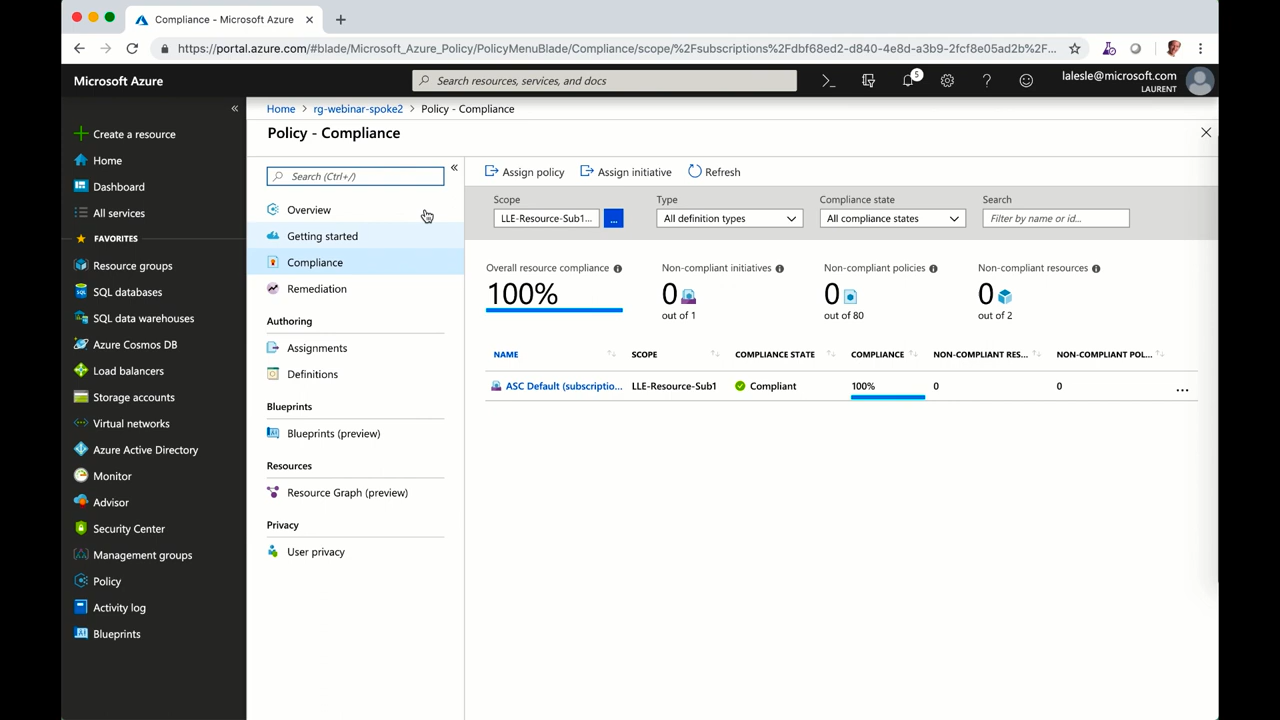 Compliance - Microsoft Azure
https://portal.azure.com/#blade/Microsoft_Azure_Policy/PolicyMenuBlade/Compliance/scope/%2Fsubscriptions%2Fdbf68ed2-d840-4e8d-a3b9-2fcf8e05ad2b%2F...
Microsoft Azure
Search resources, services, and docs
5
lalesle@microsoft.com
LAURENT
Create a resource
Home
Dashboard
All services
FAVORITES
Resource groups
SQL databases
SQL data warehouses
Azure Cosmos DB
Load balancers
Storage accounts
Virtual networks
Azure Active Directory
Monitor
Advisor
Security Center
Management groups
Policy
Activity log
Blueprints
Home > rg-webinar-spoke2 > Policy - Compliance
Policy - Compliance
Search (Ctrl+/)
Overview
Getting started
Compliance
Remediation
Authoring
Assignments
Definitions
Blueprints
Blueprints (preview)
Resources
Resource Graph (preview)
Privacy
User privacy
Assign policy Assign initiative Refresh
Scope Type Compliance state Search
LLE-Resource-Sub1... ... All definition types All compliance states Filter by name or id...
Overall resource compliance Non-compliant initiatives Non-compliant policies Non-compliant resources
100% 0 0 0
out of 1 out of 80 out of 2
NAME SCOPE COMPLIANCE STATE COMPLIANCE NON-COMPLIANT RES... NON-COMPLIANT POL...
ASC Default (subscriptio... LLE-Resource-Sub1 Compliant 100% 0 0 ...